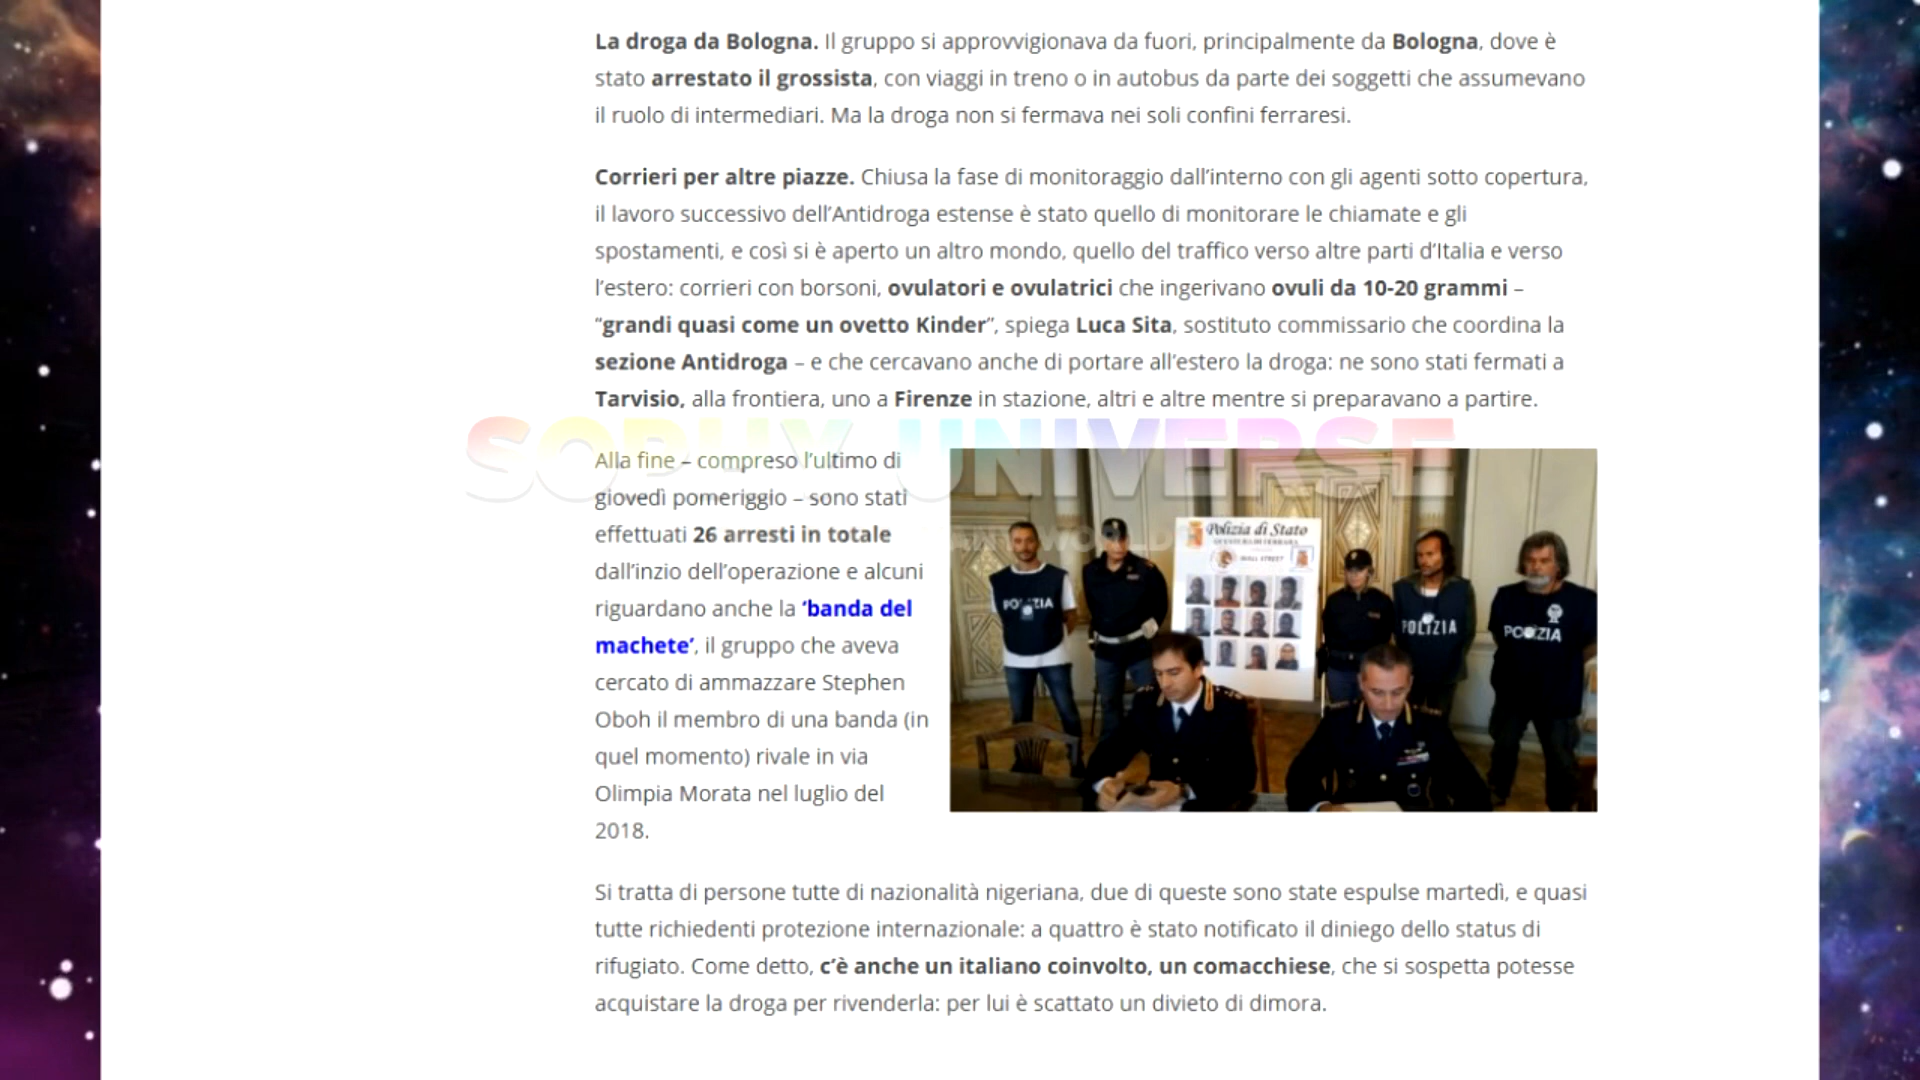 La droga da Bologna. Il gruppo si approvvigionava da fuori, principalmente da Bologna, dove è
stato arrestato il grossista, con viaggi in treno o in autobus da parte dei soggetti che assumevano
il ruolo di intermediari. Ma la droga non si fermava nei soli confini ferraresi.
Corrieri per altre piazze. Chiusa la fase di monitoraggio dall’interno con gli agenti sotto copertura,
il lavoro successivo dell’Antidroga estense è stato quello di monitorare le chiamate e gli
spostamenti, e così si è aperto un altro mondo, quello del traffico verso altre parti d’Italia e verso
l’estero: corrieri con borsoni, ovulatori e ovulatrici che ingerivano ovuli da 10-20 grammi –
“grandi quasi come un ovetto Kinder”, spiega Luca Sita, sostituto commissario che coordina la
sezione Antidroga – e che cercavano anche di portare all’estero la droga: ne sono stati fermati a
Tarvisio, alla frontiera, uno a Firenze in stazione, altri e altre mentre si preparavano a partire.
SOPHY UNIVERSE
Alla fine – compreso l’ultimo di
giovedì pomeriggio – sono stati
effettuati 26 arresti in totale
dall’inzio dell’operazione e alcuni
riguardano anche la ‘banda del
machete’, il gruppo che aveva
cercato di ammazzare Stephen
Oboh il membro di una banda (in
quel momento) rivale in via
Olimpia Morata nel luglio del
2018.
Polizia di Stato
QUESTURA DI FERRARA
WALL STREET
POLIZIA
POLIZIA
POLIZIA
Si tratta di persone tutte di nazionalità nigeriana, due di queste sono state espulse martedì, e quasi
tutte richiedenti protezione internazionale: a quattro è stato notificato il diniego dello status di
rifugiato. Come detto, c’è anche un italiano coinvolto, un comacchiese, che si sospetta potesse
acquistare la droga per rivenderla: per lui è scattato un divieto di dimora.